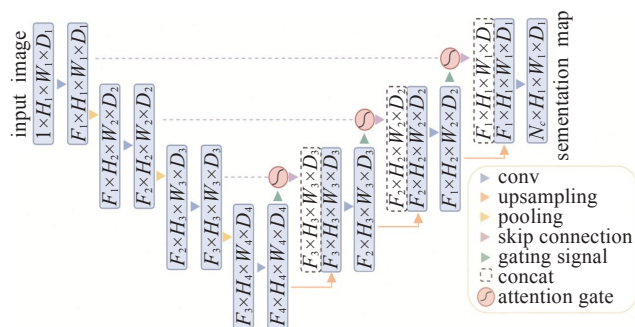 input image
1×H₁×W₁×D₁
F₁×H₁×W₁×D₁
F₁×H₂×W₂×D₂
F₂×H₂×W₂×D₂
F₂×H₃×W₃×D₃
F₃×H₃×W₃×D₃
F₃×H₄×W₄×D₄
F₄×H₄×W₄×D₄
F₃×H₃×W₃×D₃
F₃×H₃×W₃×D₃
F₂×H₃×W₃×D₃
F₂×H₂×W₂×D₂
F₂×H₂×W₂×D₂
F₁×H₂×W₂×D₂
F₁×H₁×W₁×D₁
F₁×H₁×W₁×D₁
N꜀×H₁×W₁×D₁
sementation map
conv
upsampling
pooling
skip connection
gating signal
concat
attention gate